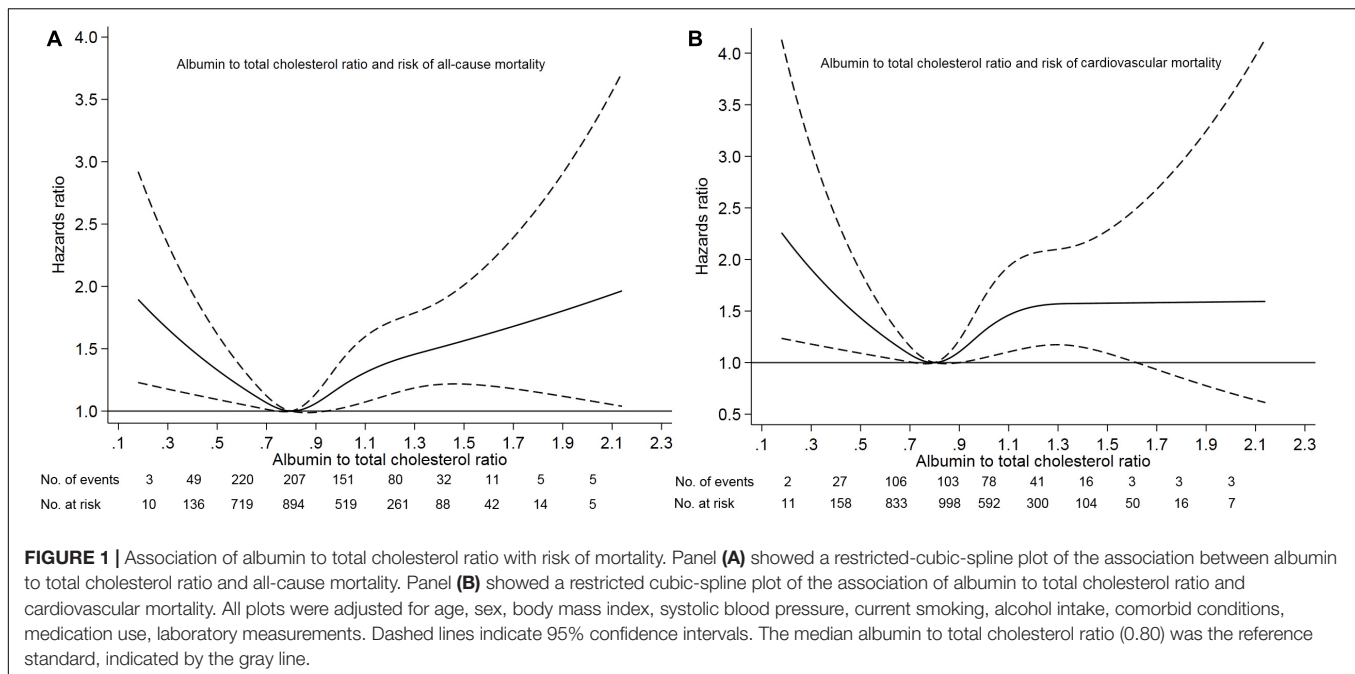 A
Albumin to total cholesterol ratio and risk of all-cause mortality
4.0
3.5
3.0
2.5
2.0
1.5
1.0
Hazards ratio
.1 .3 .5 .7 .9 1.1 1.3 1.5 1.7 1.9 2.1 2.3
Albumin to total cholesterol ratio
No. of events 3 49 220 207 151 80 32 11 5 5
No. at risk 10 136 719 894 519 261 88 42 14 5
B
Albumin to total cholesterol ratio and risk of cardiovascular mortality
4.0
3.5
3.0
2.5
2.0
1.5
1.0
0.5
Hazards ratio
.1 .3 .5 .7 .9 1.1 1.3 1.5 1.7 1.9 2.1 2.3
Albumin to total cholesterol ratio
No. of events 2 27 106 103 78 41 16 3 3 3
No. at risk 11 158 833 998 592 300 104 50 16 7
FIGURE 1 | Association of albumin to total cholesterol ratio with risk of mortality. Panel (A) showed a restricted-cubic-spline plot of the association between albumin
to total cholesterol ratio and all-cause mortality. Panel (B) showed a restricted cubic-spline plot of the association of albumin to total cholesterol ratio and
cardiovascular mortality. All plots were adjusted for age, sex, body mass index, systolic blood pressure, current smoking, alcohol intake, comorbid conditions,
medication use, laboratory measurements. Dashed lines indicate 95% confidence intervals. The median albumin to total cholesterol ratio (0.80) was the reference
standard, indicated by the gray line.